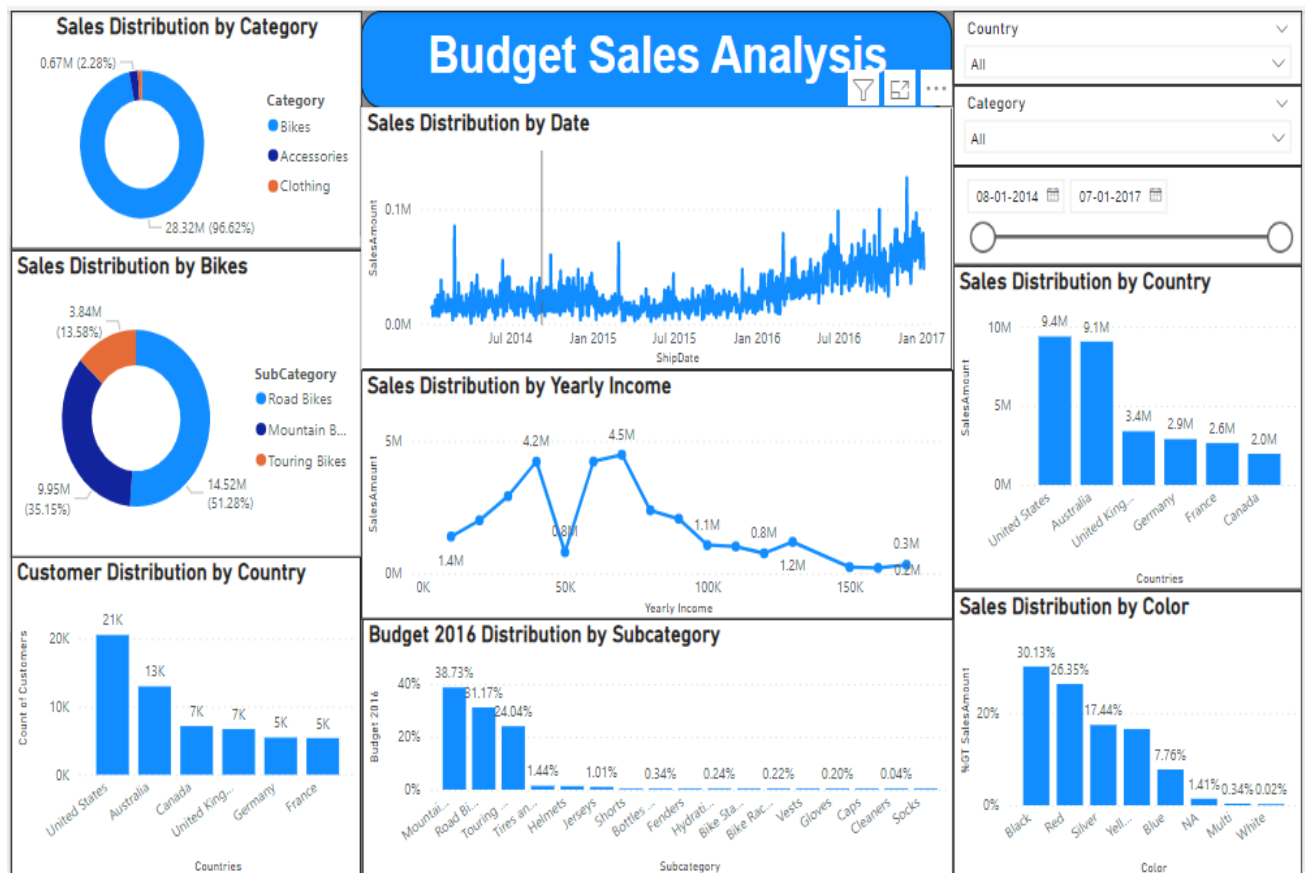 Sales Distribution by Category
0.67M (2.28%)
28.32M (96.62%)
Category
Bikes
Accessories
Clothing
Sales Distribution by Bikes
3.84M
(13.58%)
9.95M
(35.15%)
14.52M
(51.28%)
SubCategory
Road Bikes
Mountain B...
Touring Bikes
Customer Distribution by Country
Count of Customers
20K
10K
0K
21K
13K
7K
7K
5K
5K
United States
Australia
Canada
United King...
Germany
France
Countries
Budget Sales Analysis
Sales Distribution by Date
SalesAmount
0.1M
0.0M
Jul 2014
Jan 2015
Jul 2015
Jan 2016
Jul 2016
Jan 2017
ShipDate
Sales Distribution by Yearly Income
SalesAmount
5M
0M
1.4M
4.2M
0.8M
4.5M
1.1M
0.8M
1.2M
0.3M
0.2M
0K
50K
100K
150K
Yearly Income
Budget 2016 Distribution by Subcategory
Budget 2016
40%
20%
0%
38.73%
31.17%
24.04%
1.44%
1.01%
0.34%
0.24%
0.22%
0.20%
0.04%
Mountai...
Road Bi...
Touring ...
Tires an...
Helmets
Jerseys
Shorts
Bottles ...
Fenders
Hydrati...
Bike Sta...
Bike Rac...
Vests
Gloves
Caps
Cleaners
Socks
Subcategory
Country
All
Category
All
08-01-2014
07-01-2017
Sales Distribution by Country
SalesAmount
10M
5M
0M
9.4M
9.1M
3.4M
2.9M
2.6M
2.0M
United States
Australia
United King...
Germany
France
Canada
Countries
Sales Distribution by Color
%GT SalesAmount
20%
0%
30.13%
26.35%
17.44%
7.76%
1.41%
0.34%
0.02%
Black
Red
Silver
Yell...
Blue
NA
Multi
White
Color